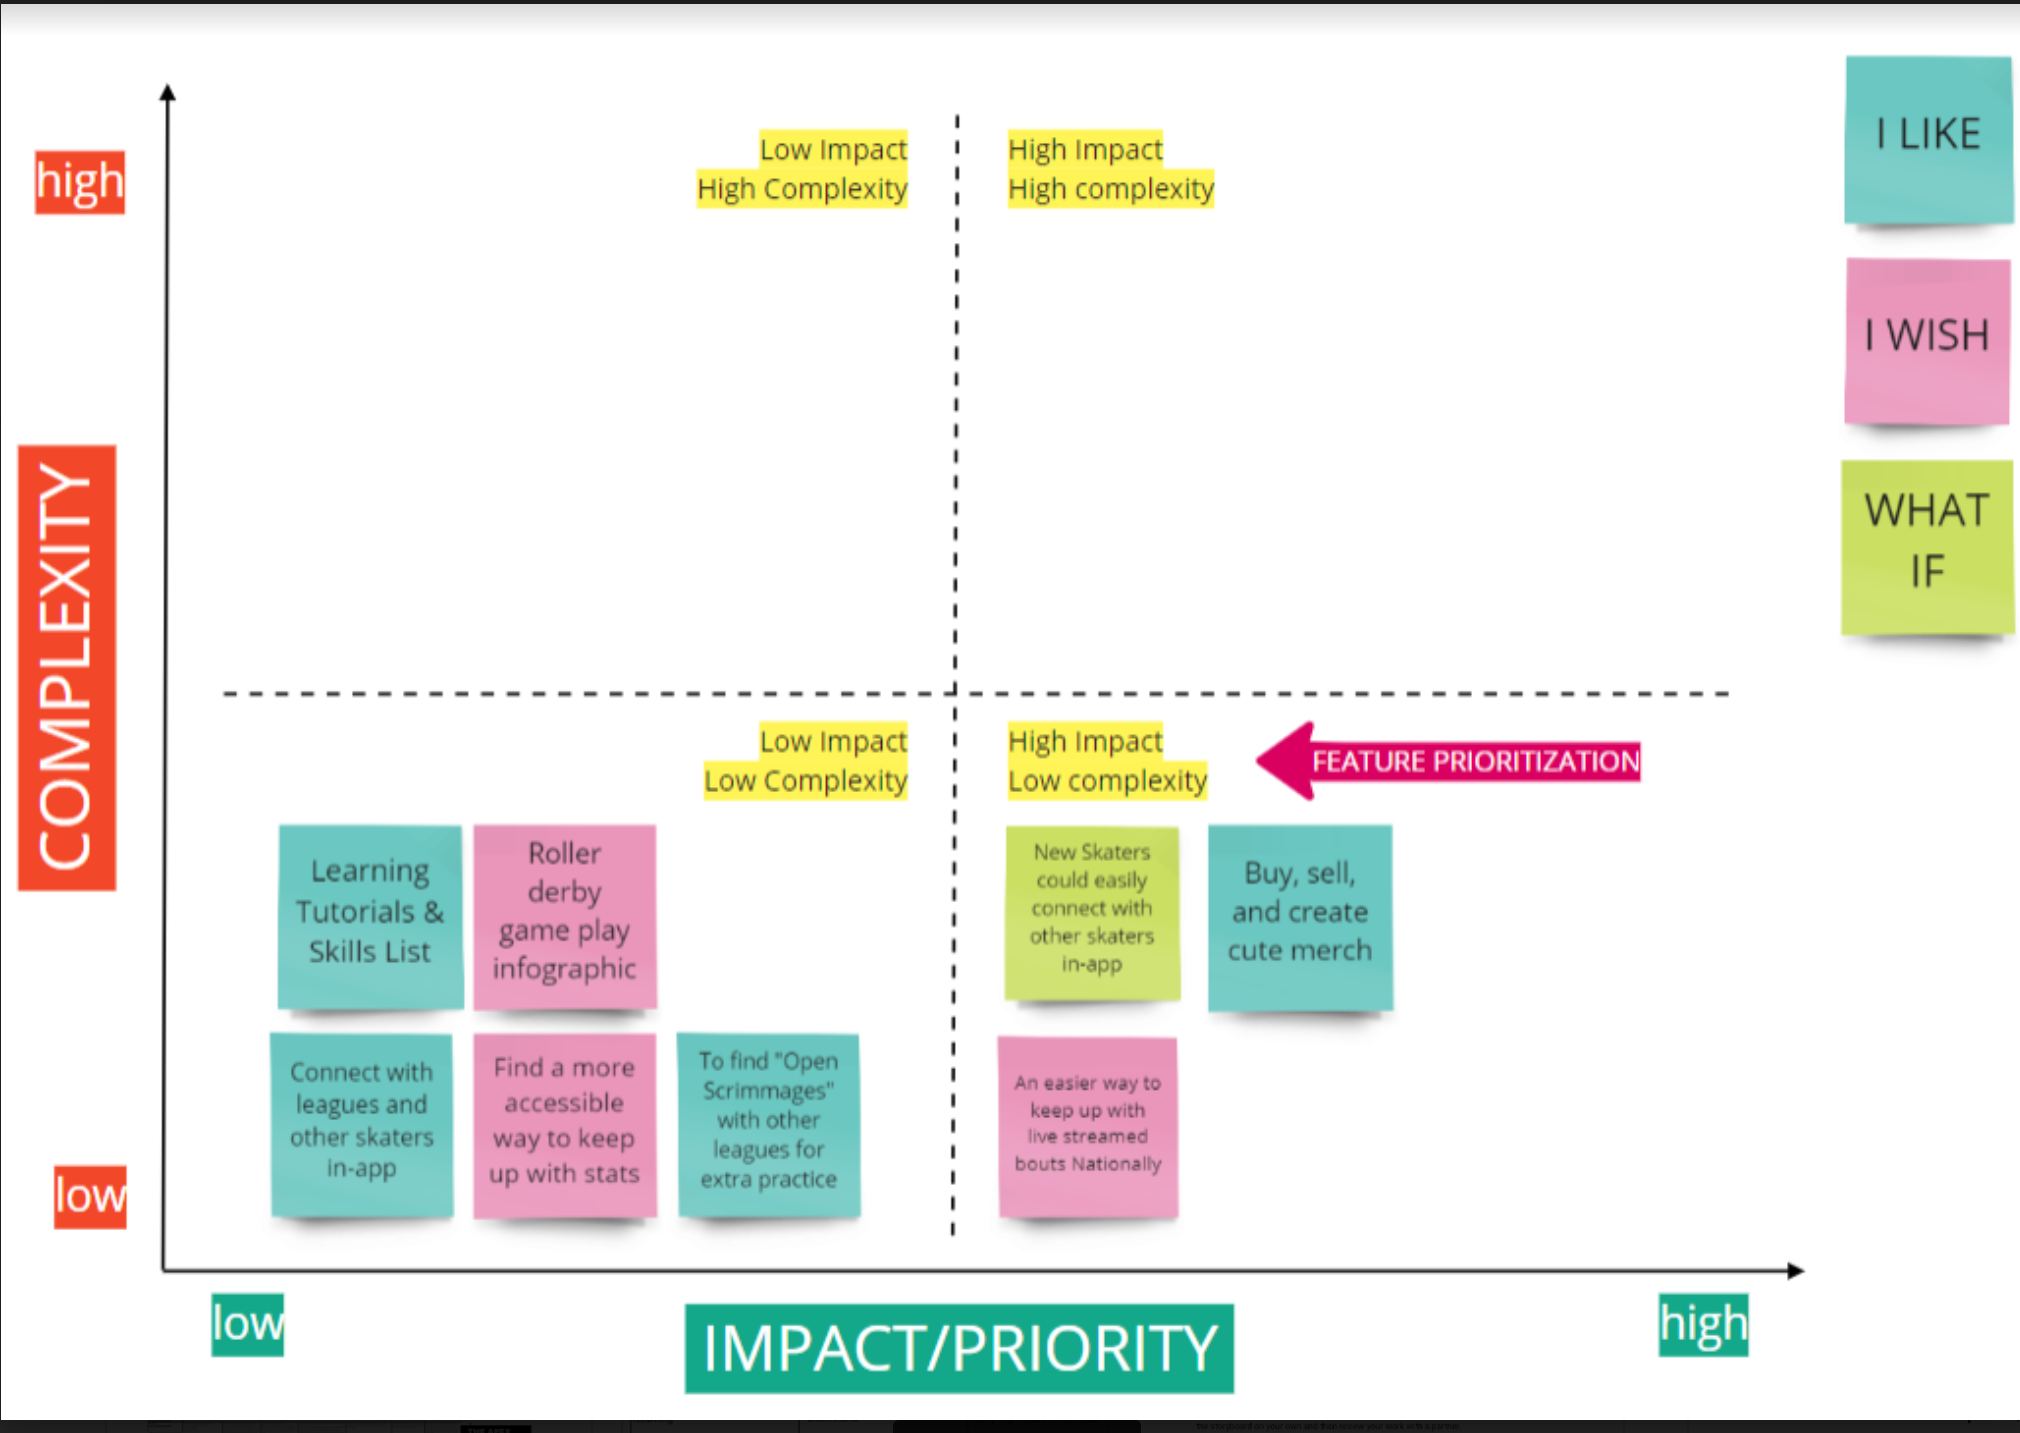 high
COMPLEXITY
low
Low Impact
High Complexity
High Impact
High complexity
I LIKE
I WISH
WHAT
IF
Low Impact
Low Complexity
High Impact
Low complexity
FEATURE PRIORITIZATION
Learning
Tutorials &
Skills List
Roller
derby
game play
infographic
New Skaters
could easily
connect with
other skaters
in-app
Buy, sell,
and create
cute merch
Connect with
leagues and
other skaters
in-app
Find a more
accessible
way to keep
up with stats
To find "Open
Scrimmages"
with other
leagues for
extra practice
An easier way to
keep up with
live streamed
bouts Nationally
low
IMPACT/PRIORITY
high